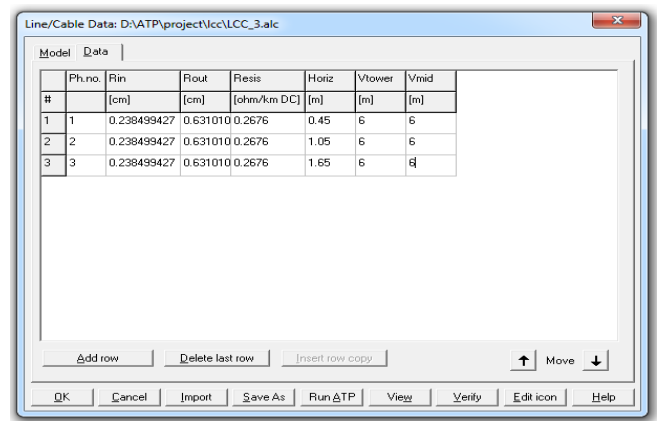 Line/Cable Data: D:\ATP\project\lcc\LCC_3.alc
Model Data
Ph.no. Rin Rout Resis Horiz Vtower Vmid
# [cm] [cm] [ohm/km DC] [m] [m] [m]
1 1 0.238499427 0.631010 0.2676 0.45 6 6
2 2 0.238499427 0.631010 0.2676 1.05 6 6
3 3 0.238499427 0.631010 0.2676 1.65 6 6
Add row Delete last row Insert row copy Move
OK Cancel Import Save As Run ATP View Verify Edit icon Help